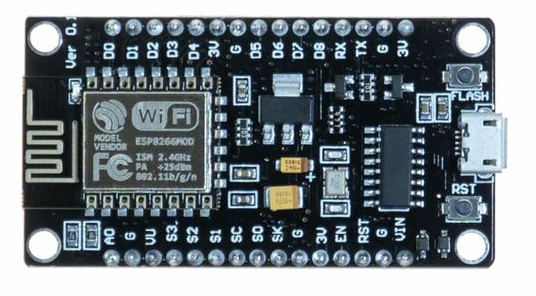 Ver 0.1
D0 D1 D2 D3 D4 3V G D5 D6 D7 D8 RX TX G 3V
FLASH
WiFi
MODEL ESP8266MOD
VENDOR
FC ISM 2.4GHz
PA +25dBm
802.11b/g/n
RST
A0 G VU S3 S2 S1 SC SO SK G 3V EN RST G VIN